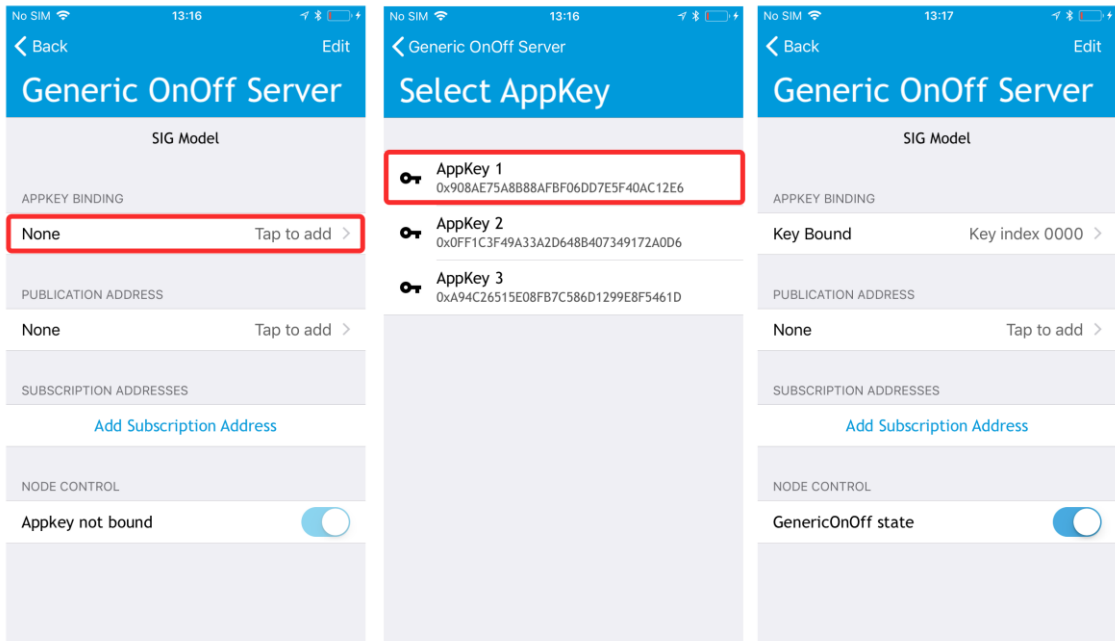 No SIM 13:16
Back Edit
Generic OnOff Server
SIG Model
APPKEY BINDING
None Tap to add
PUBLICATION ADDRESS
None Tap to add
SUBSCRIPTION ADDRESSES
Add Subscription Address
NODE CONTROL
Appkey not bound
No SIM 13:16
Generic OnOff Server
Select AppKey
AppKey 1
0x908AE75A8B88AFBF06DD7E5F40AC12E6
AppKey 2
0x0FF1C3F49A33A2D648B407349172A0D6
AppKey 3
0xA94C26515E08FB7C586D1299E8F5461D
No SIM 13:17
Back Edit
Generic OnOff Server
SIG Model
APPKEY BINDING
Key Bound Key index 0000
PUBLICATION ADDRESS
None Tap to add
SUBSCRIPTION ADDRESSES
Add Subscription Address
NODE CONTROL
GenericOnOff state